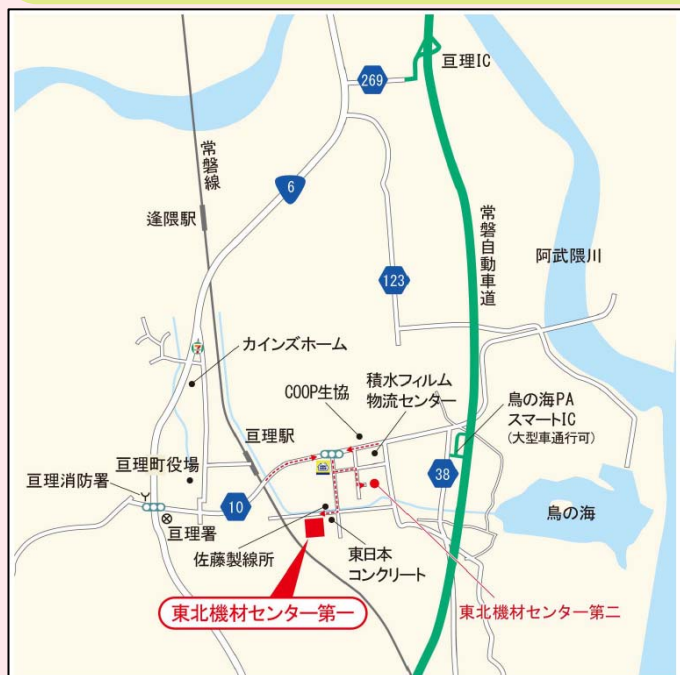 亘理IC
269
常磐線
6
逢隈駅
常磐自動車道
阿武隈川
123
7
カインズホーム
COOP生協
積水フィルム
物流センター
鳥の海PA
スマートIC
(大型車通行可)
亘理駅
亘理町役場
亘理消防署
10
38
亘理署
鳥の海
佐藤製線所
東日本
コンクリート
東北機材センター第一
東北機材センター第二